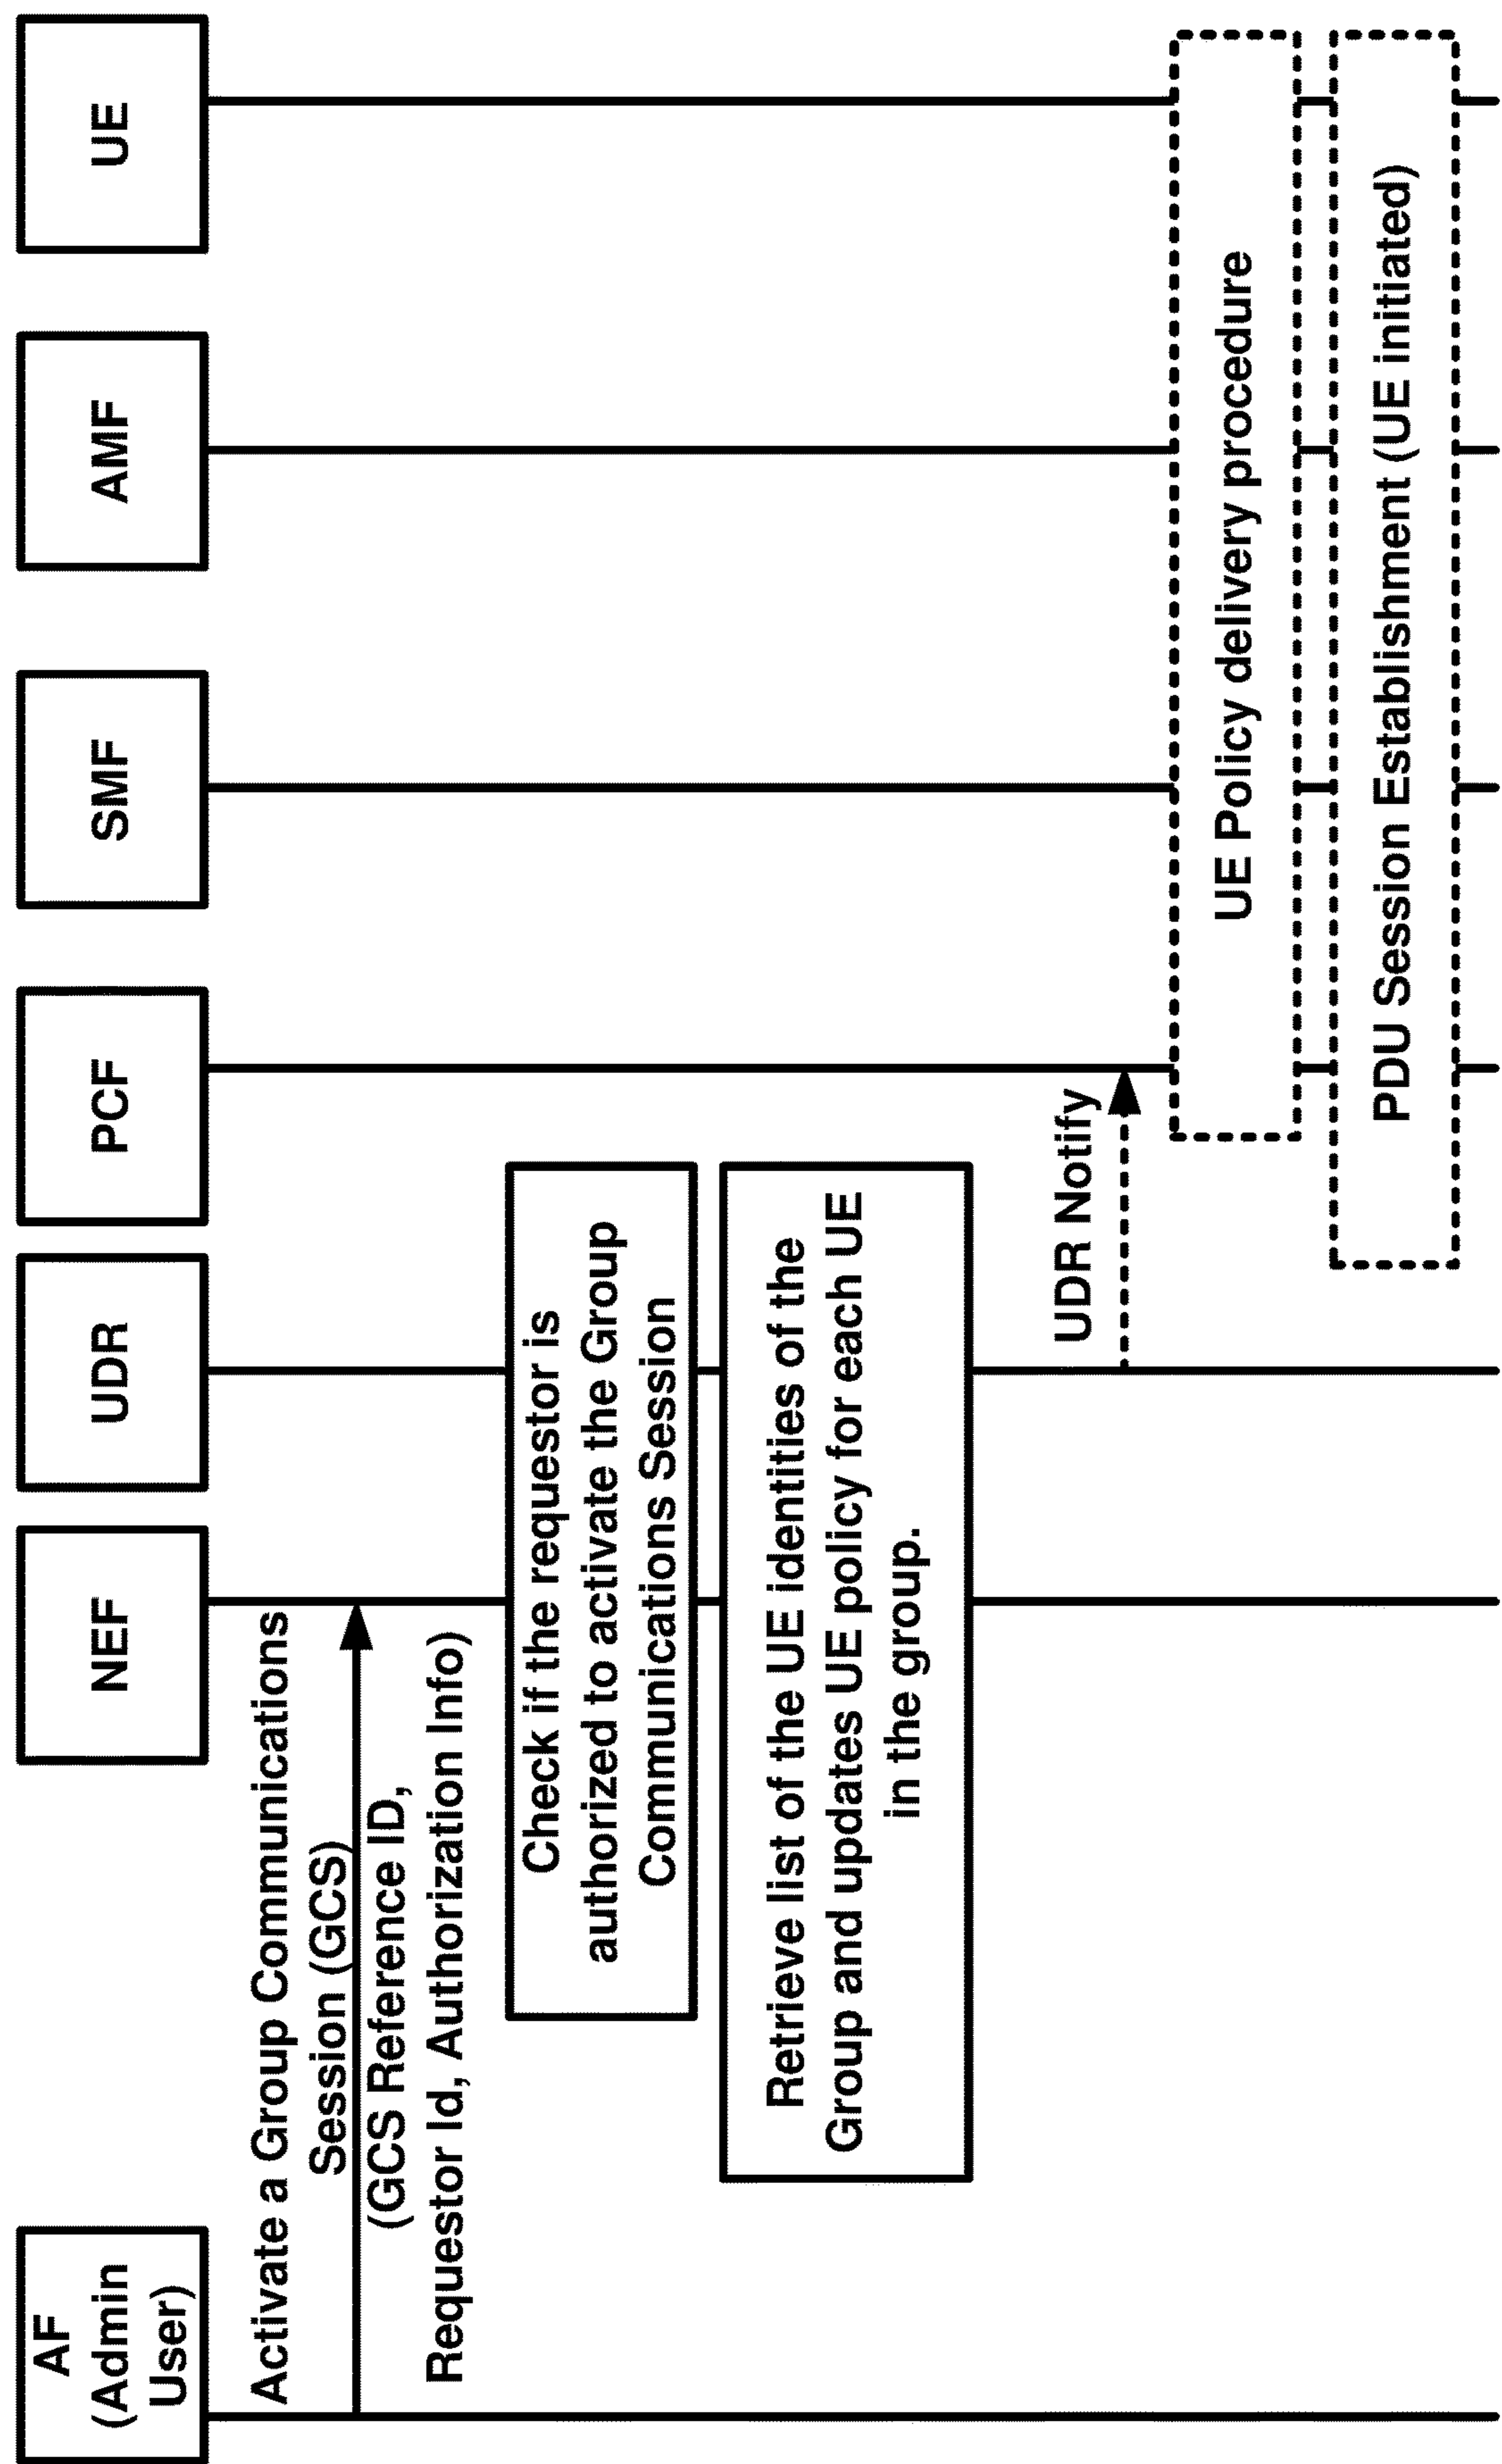 AF
(Admin
User)
NEF
UDR
PCF
SMF
AMF
UE
Activate a Group Communications
Session (GCS)
(GCS Reference ID,
Requestor Id, Authorization Info)
Check if the requestor is
authorized to activate the Group
Communications Session
Retrieve list of the UE identities of the
Group and updates UE policy for each UE
in the group.
UDR Notify
UE Policy delivery procedure
PDU Session Establishment (UE initiated)